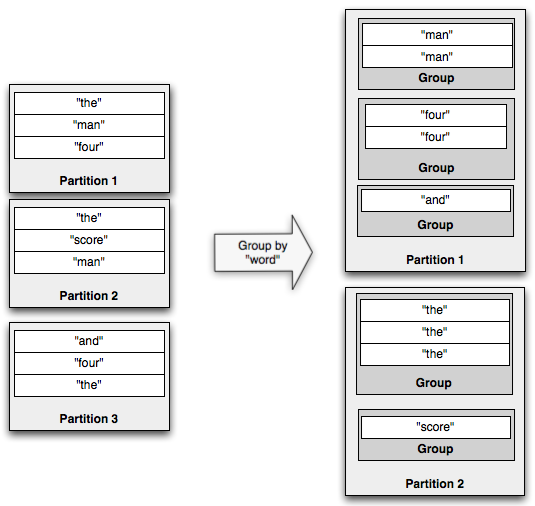 "the"
"man"
"four"
Partition 1
"the"
"score"
"man"
Partition 2
"and"
"four"
"the"
Partition 3
Group by
"word"
"man"
"man"
Group
"four"
"four"
Group
"and"
Group
Partition 1
"the"
"the"
"the"
Group
"score"
Group
Partition 2